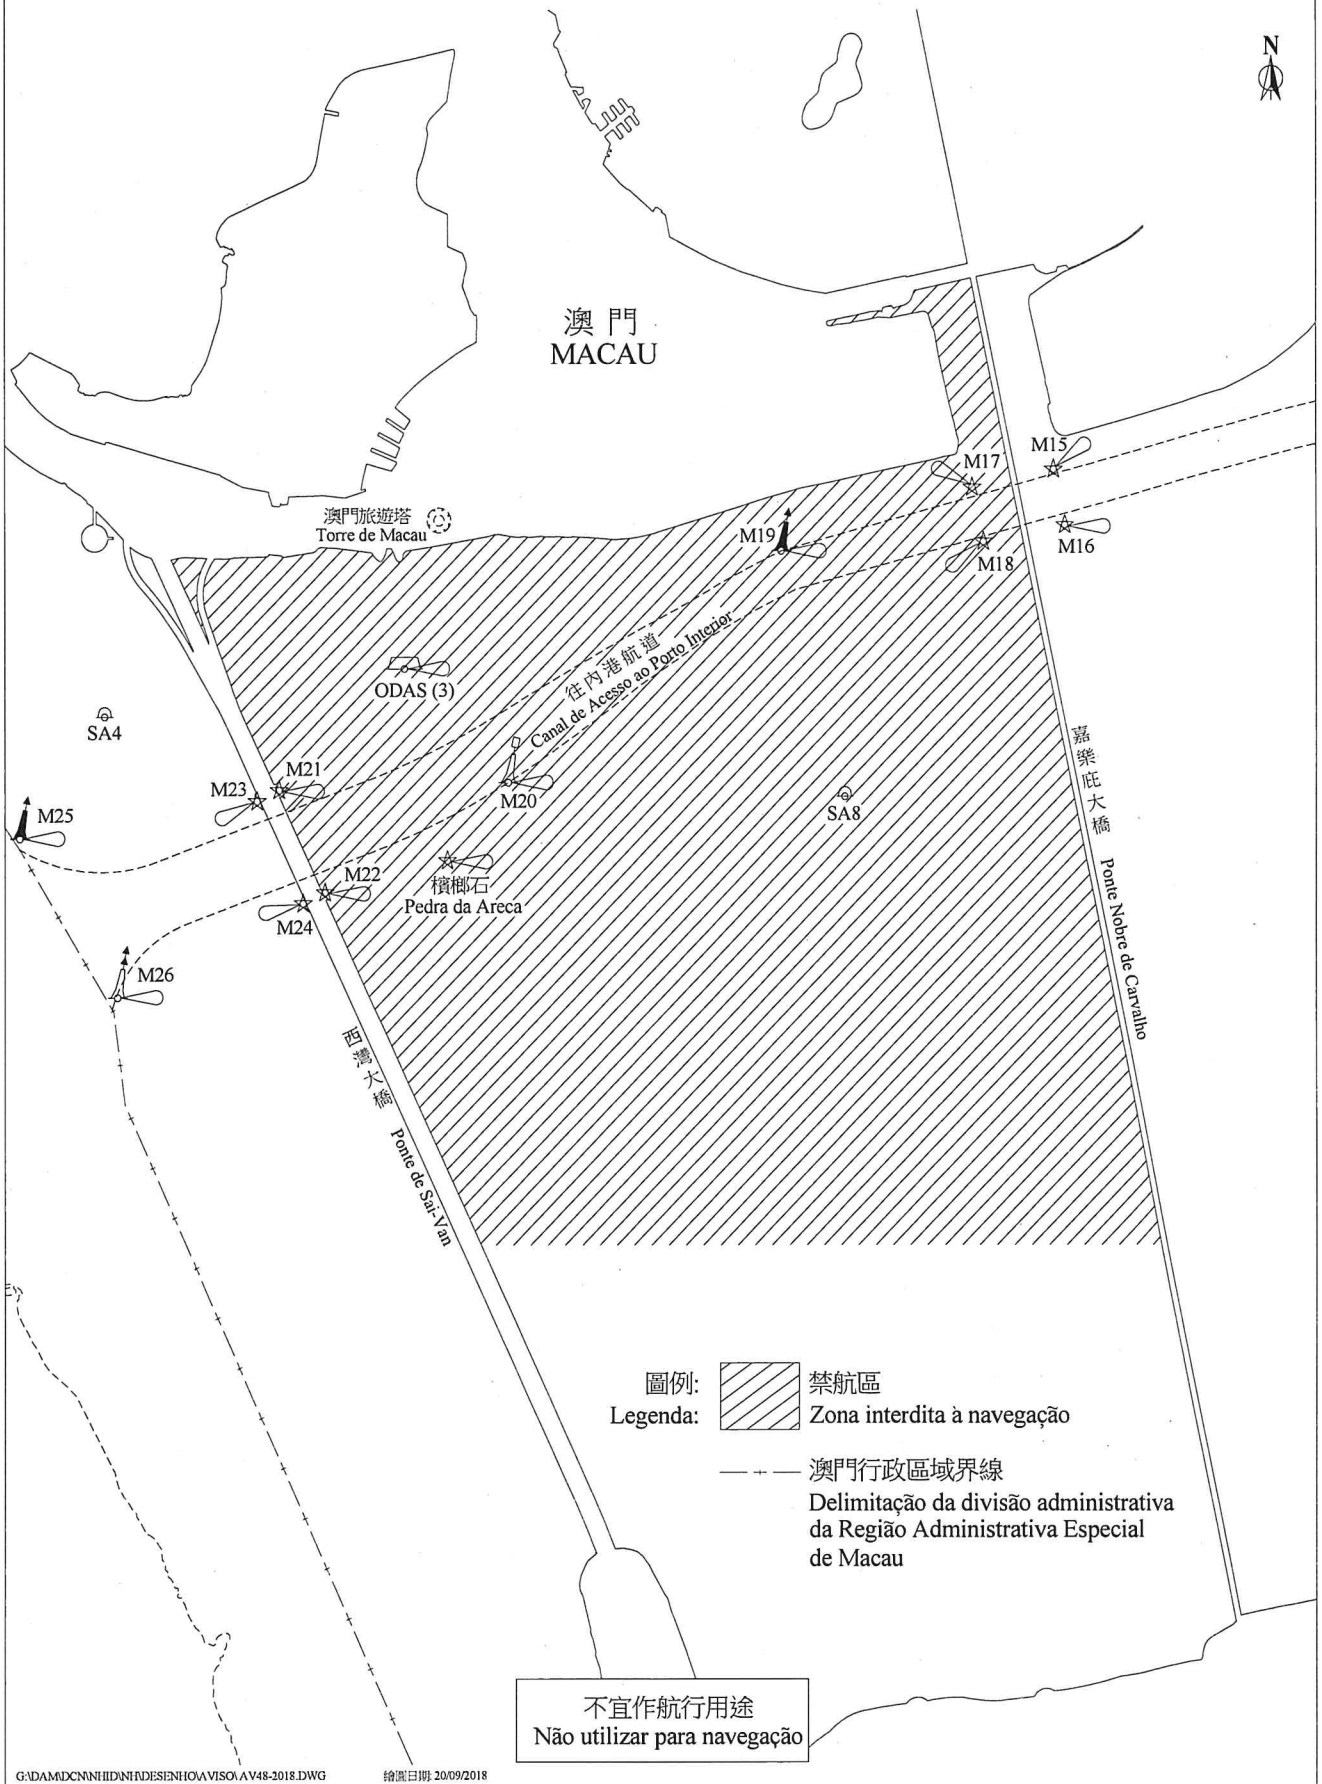 N
澳門
MACAU
M15
M17
澳門旅遊塔
Torre de Macau
M19
M16
M18
往內港航道
Canal de Acesso ao Porto Interior
ODAS (3)
SA4
M21
M23
M20
SA8
M25
嘉樂庇大橋 Ponte Nobre de Carvalho
M22
檳榔石
Pedra da Areca
M24
M26
西灣大橋 Ponte de Sai-Van
圖例:
Legenda:
禁航區
Zona interdita à navegação
澳門行政區域界線
Delimitação da divisão administrativa
da Região Administrativa Especial
de Macau
不宜作航行用途
Não utilizar para navegação
G:\DAM\DCN\NHID\NH\DESENHO\AVISO\AV48-2018.DWG 繪圖日期 20/09/2018